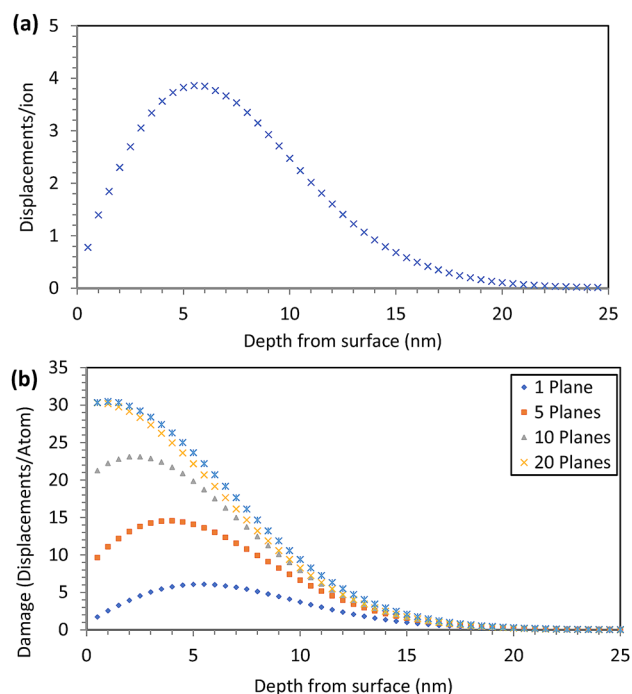 (a)
5
4
3
2
1
0
Displacements/ion
0 5 10 15 20 25
Depth from surface (nm)
(b)
35
30
25
20
15
10
5
0
Damage (Displacements/Atom)
1 Plane
5 Planes
10 Planes
20 Planes
0 5 10 15 20 25
Depth from surface (nm)